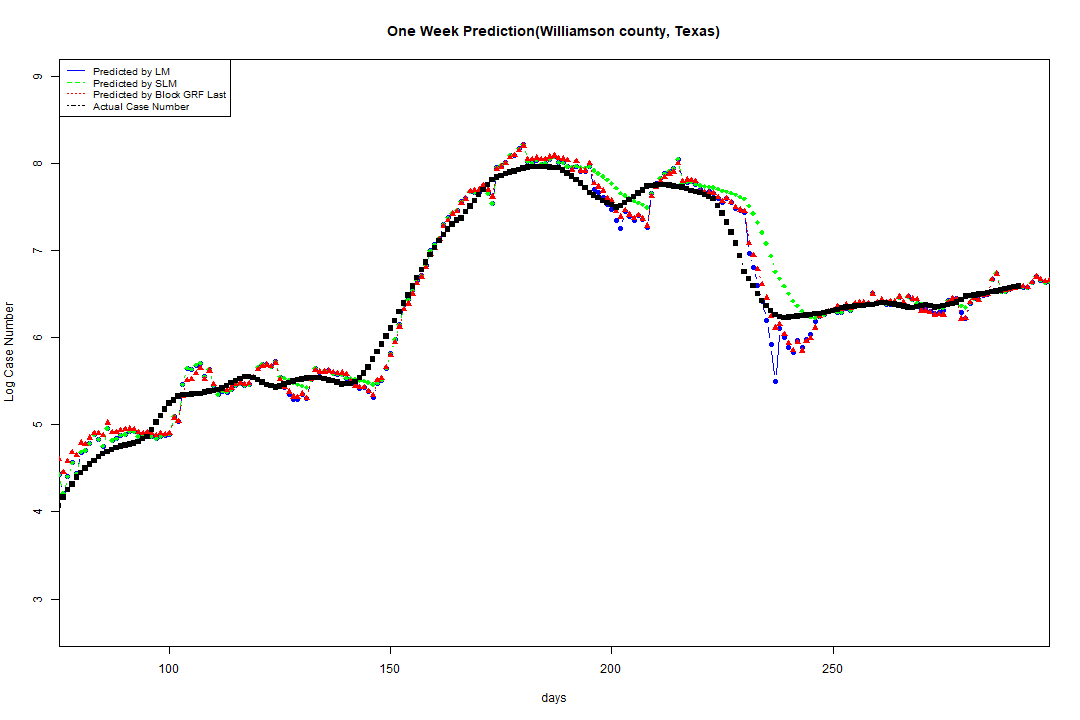 One Week Prediction(Williamson county, Texas)
Predicted by LM
Predicted by SLM
Predicted by Block GRF Last
Actual Case Number
9
8
7
6
5
4
3
Log Case Number
100 150 200 250
days